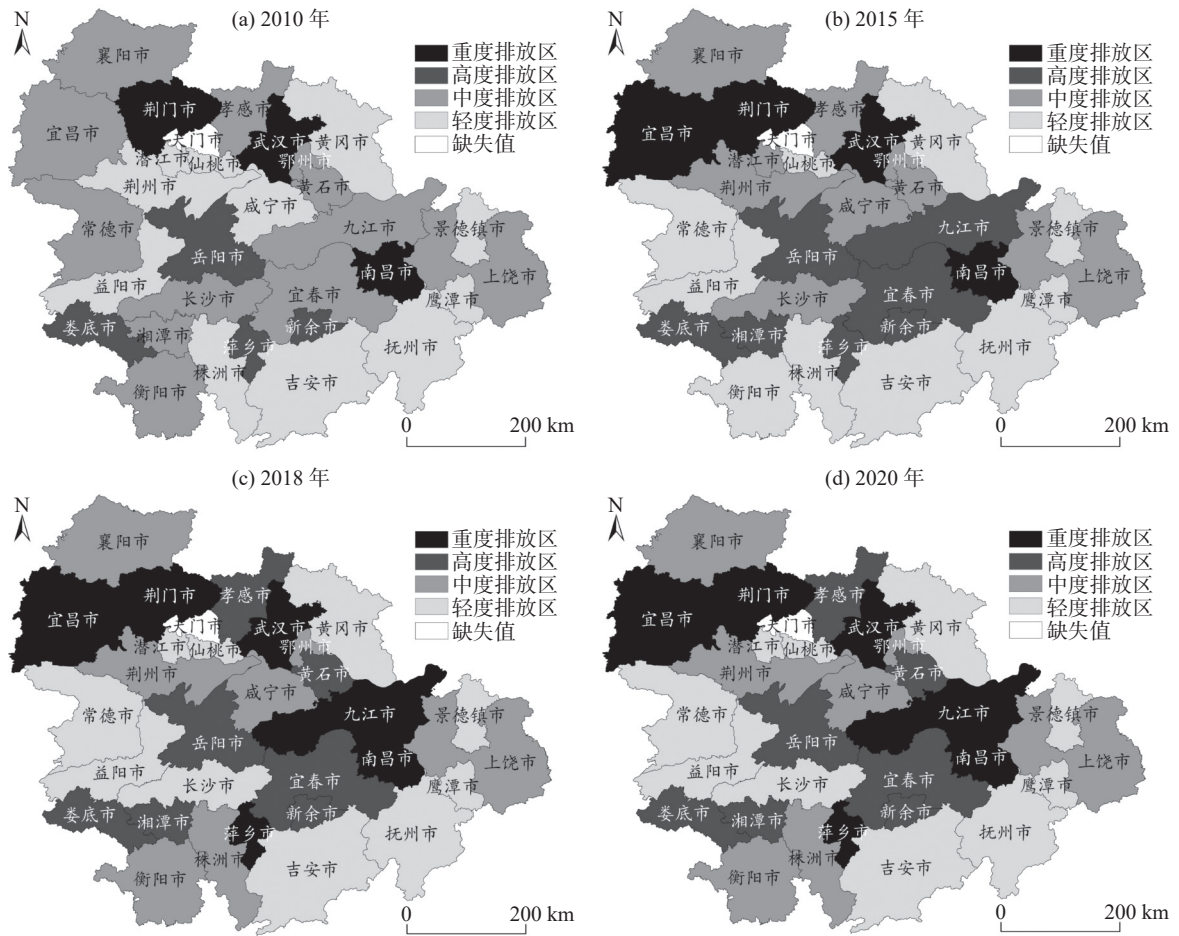 (a) 2010 年
N
重度排放区
高度排放区
中度排放区
轻度排放区
缺失值
襄阳市
荆门市
孝感市
宜昌市
天门市
武汉市
黄冈市
潜江市
仙桃市
鄂州市
荆州市
黄石市
咸宁市
常德市
九江市
景德镇市
岳阳市
南昌市
上饶市
益阳市
长沙市
宜春市
鹰潭市
娄底市
湘潭市
新余市
萍乡市
抚州市
株洲市
吉安市
衡阳市
0 200 km
(b) 2015 年
N
重度排放区
高度排放区
中度排放区
轻度排放区
缺失值
襄阳市
荆门市
孝感市
宜昌市
天门市
武汉市
黄冈市
潜江市
仙桃市
鄂州市
荆州市
黄石市
咸宁市
常德市
九江市
景德镇市
岳阳市
南昌市
上饶市
益阳市
长沙市
宜春市
鹰潭市
娄底市
湘潭市
新余市
萍乡市
抚州市
株洲市
吉安市
衡阳市
0 200 km
(c) 2018 年
N
重度排放区
高度排放区
中度排放区
轻度排放区
缺失值
襄阳市
荆门市
孝感市
宜昌市
天门市
武汉市
黄冈市
潜江市
仙桃市
鄂州市
荆州市
黄石市
咸宁市
常德市
九江市
景德镇市
岳阳市
南昌市
上饶市
益阳市
长沙市
宜春市
鹰潭市
娄底市
湘潭市
新余市
萍乡市
抚州市
株洲市
吉安市
衡阳市
0 200 km
(d) 2020 年
N
重度排放区
高度排放区
中度排放区
轻度排放区
缺失值
襄阳市
荆门市
孝感市
宜昌市
天门市
武汉市
黄冈市
潜江市
仙桃市
鄂州市
荆州市
黄石市
咸宁市
常德市
九江市
景德镇市
岳阳市
南昌市
上饶市
益阳市
长沙市
宜春市
鹰潭市
娄底市
湘潭市
新余市
萍乡市
抚州市
株洲市
吉安市
衡阳市
0 200 km